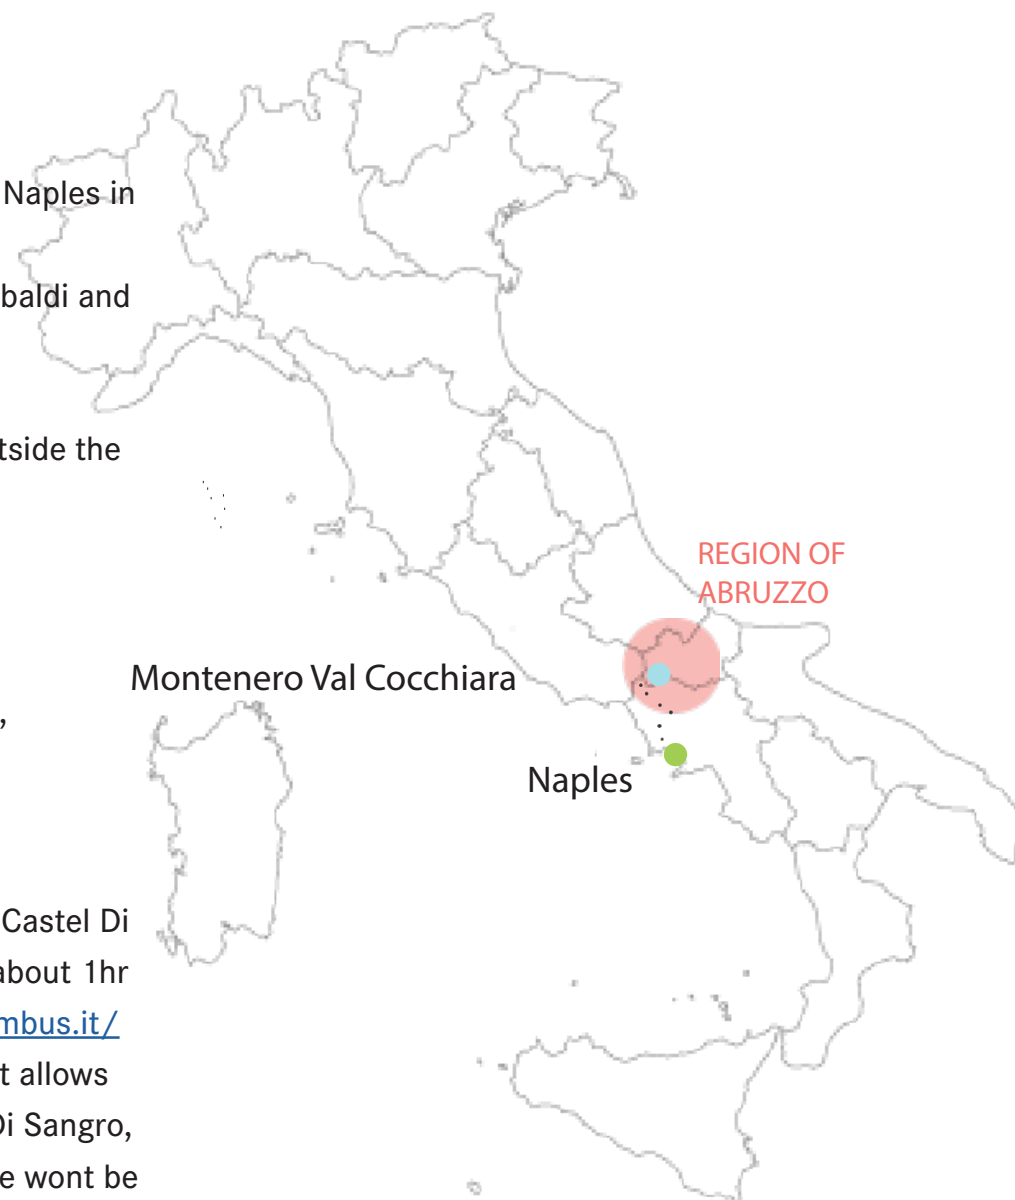 Naples in
baldi and
tside the
REGION OF
ABRUZZO
Montenero Val Cocchiara
,
Naples
Castel Di
about 1hr
mbus.it/
t allows
Di Sangro,
e wont be